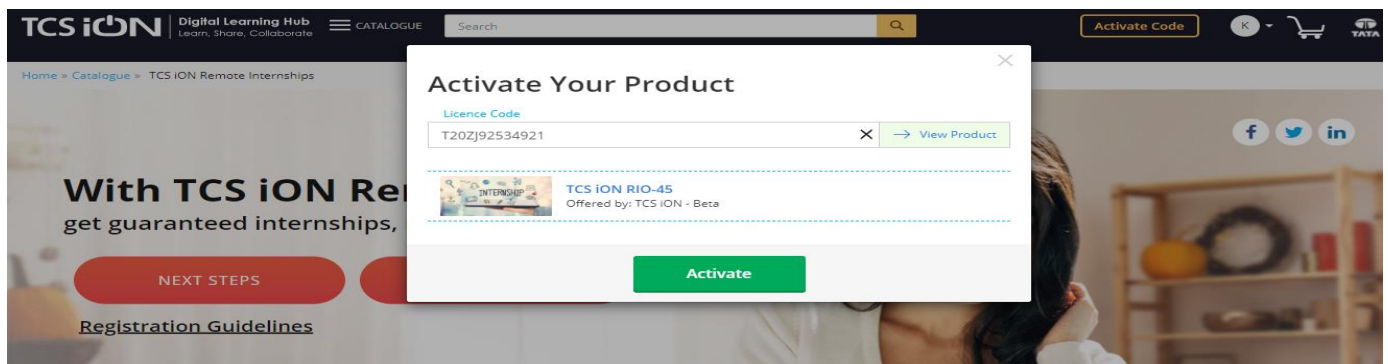 TCS iON Digital Learning Hub
Learn, Share, Collaborate
CATALOGUE
Search
Activate Code
K
TATA
Home » Catalogue » TCS iON Remote Internships
Activate Your Product
Licence Code
T20ZJ92534921
View Product
INTERNSHIP
TCS iON RIO-45
Offered by: TCS iON - Beta
Activate
With TCS iON Re
get guaranteed internships,
NEXT STEPS
Registration Guidelines
f
in